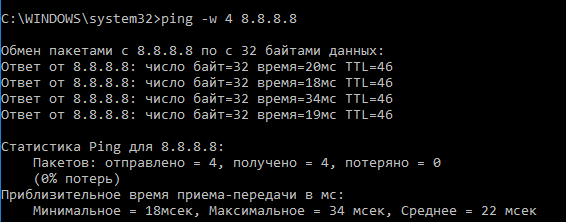 C:\WINDOWS\system32>ping -w 4 8.8.8.8
Обмен пакетами с 8.8.8.8 по с 32 байтами данных:
Ответ от 8.8.8.8: число байт=32 время=20мс TTL=46
Ответ от 8.8.8.8: число байт=32 время=18мс TTL=46
Ответ от 8.8.8.8: число байт=32 время=34мс TTL=46
Ответ от 8.8.8.8: число байт=32 время=19мс TTL=46
Статистика Ping для 8.8.8.8:
Пакетов: отправлено = 4, получено = 4, потеряно = 0
(0% потерь)
Приблизительное время приема-передачи в мс:
Минимальное = 18мсек, Максимальное = 34 мсек, Среднее = 22 мсек